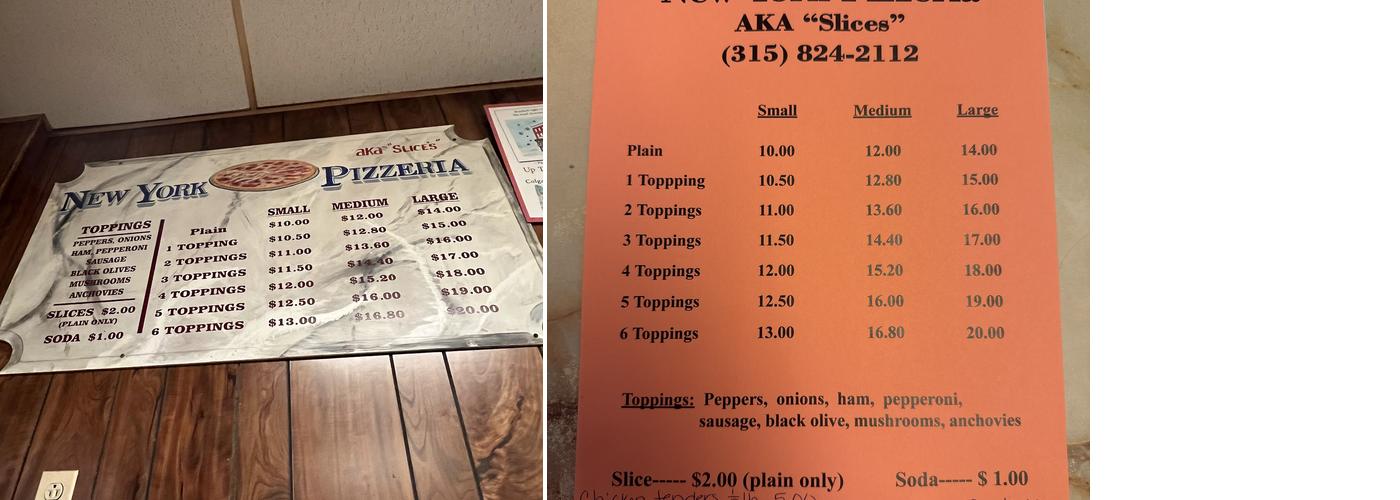 aka "SLICES"
NEW YORK PIZZERIA
SMALL MEDIUM LARGE
TOPPINGS
PEPPERS, ONIONS
HAM, PEPPERONI
SAUSAGE
BLACK OLIVES
MUSHROOMS
ANCHOVIES
SLICES $2.00
(PLAIN ONLY)
SODA $1.00
Plain $10.00 $12.00 $14.00
1 TOPPING $10.50 $12.80 $15.00
2 TOPPINGS $11.00 $13.60 $16.00
3 TOPPINGS $11.50 $14.40 $17.00
4 TOPPINGS $12.00 $15.20 $18.00
5 TOPPINGS $12.50 $16.00 $19.00
6 TOPPINGS $13.00 $16.80 $20.00
Up T
AKA "Slices"
(315) 824-2112
Small Medium Large
Plain 10.00 12.00 14.00
1 Toppping 10.50 12.80 15.00
2 Toppings 11.00 13.60 16.00
3 Toppings 11.50 14.40 17.00
4 Toppings 12.00 15.20 18.00
5 Toppings 12.50 16.00 19.00
6 Toppings 13.00 16.80 20.00
Toppings: Peppers, onions, ham, pepperoni,
sausage, black olive, mushrooms, anchovies
Slice----- $2.00 (plain only) Soda----- $ 1.00